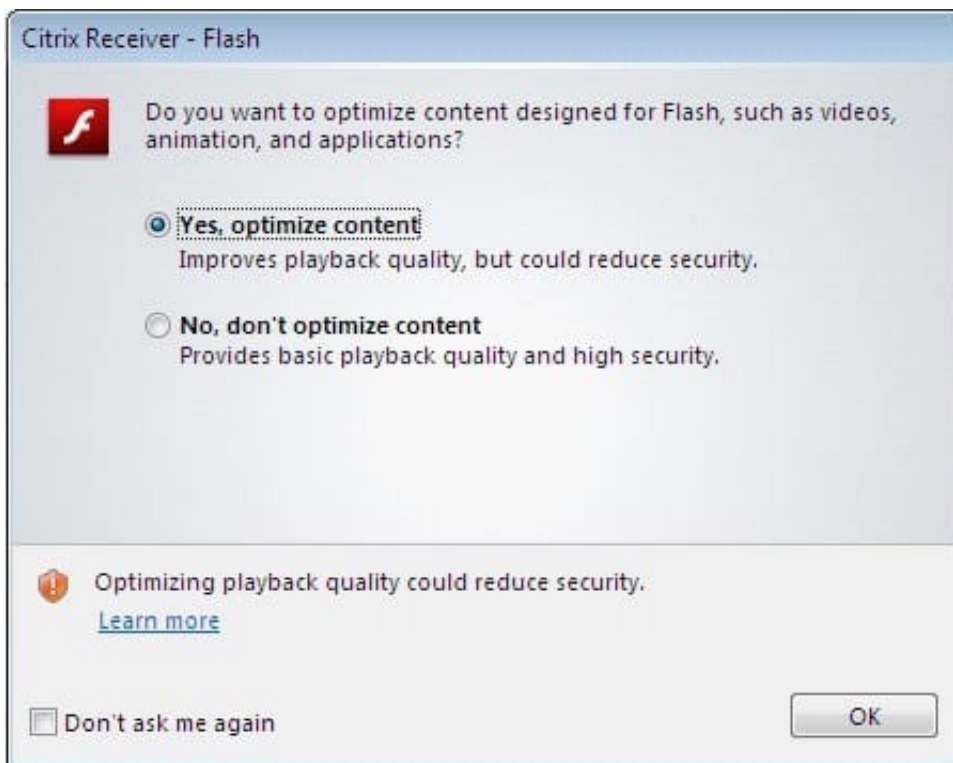 Citrix Receiver - Flash
Do you want to optimize content designed for Flash, such as videos,
animation, and applications?
Yes, optimize content
Improves playback quality, but could reduce security.
No, don't optimize content
Provides basic playback quality and high security.
Optimizing playback quality could reduce security.
Learn more
Don't ask me again
OK